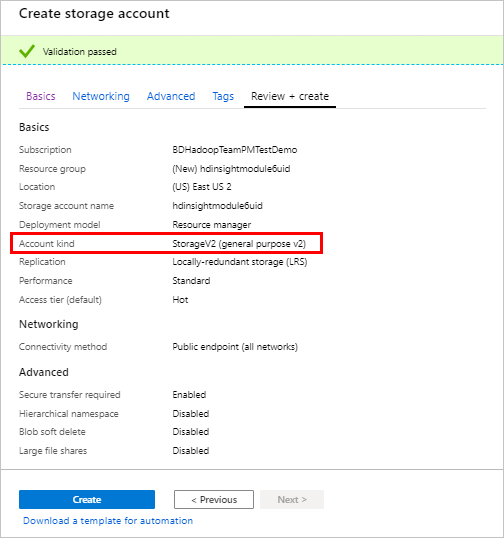 Create storage account
Validation passed
Basics Networking Advanced Tags Review + create
Basics
Subscription BDHadoopTeamPMTestDemo
Resource group (New) hdinsightmodule6uid
Location (US) East US 2
Storage account name hdinsightmodule6uid
Deployment model Resource manager
Account kind StorageV2 (general purpose v2)
Replication Locally-redundant storage (LRS)
Performance Standard
Access tier (default) Hot
Networking
Connectivity method Public endpoint (all networks)
Advanced
Secure transfer required Enabled
Hierarchical namespace Disabled
Blob soft delete Disabled
Large file shares Disabled
Create < Previous Next >
Download a template for automation